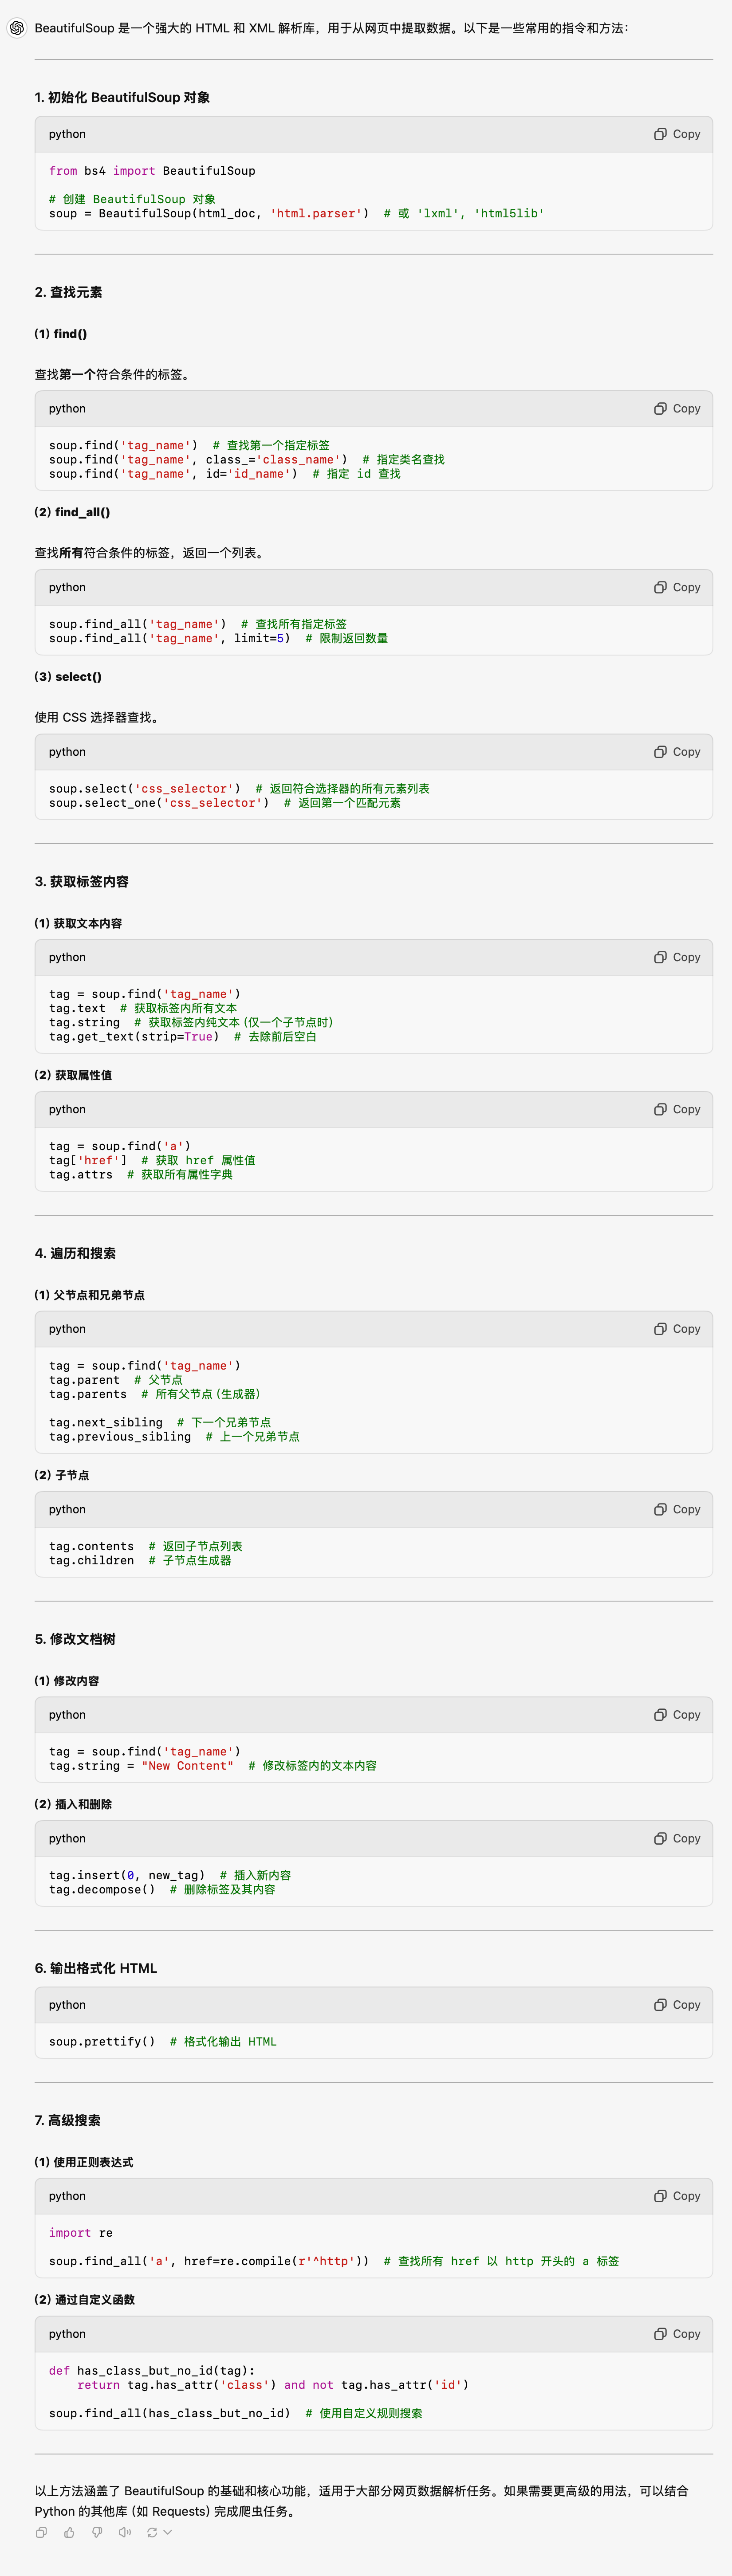 BeautifulSoup 是一个强大的 HTML 和 XML 解析库，用于从网页中提取数据。以下是一些常用的指令和方法：
1. 初始化 BeautifulSoup 对象
python
Copy
from bs4 import BeautifulSoup
# 创建 BeautifulSoup 对象
soup = BeautifulSoup(html_doc, 'html.parser')  # 或 'lxml', 'html5lib'
2. 查找元素
(1) find()
查找第一个符合条件的标签。
python
Copy
soup.find('tag_name')  # 查找第一个指定标签
soup.find('tag_name', class_='class_name')  # 指定类名查找
soup.find('tag_name', id='id_name')  # 指定 id 查找
(2) find_all()
查找所有符合条件的标签，返回一个列表。
python
Copy
soup.find_all('tag_name')  # 查找所有指定标签
soup.find_all('tag_name', limit=5)  # 限制返回数量
(3) select()
使用 CSS 选择器查找。
python
Copy
soup.select('css_selector')  # 返回符合选择器的所有元素列表
soup.select_one('css_selector')  # 返回第一个匹配元素
3. 获取标签内容
(1) 获取文本内容
python
Copy
tag = soup.find('tag_name')
tag.text  # 获取标签内所有文本
tag.string  # 获取标签内纯文本（仅一个子节点时）
tag.get_text(strip=True)  # 去除前后空白
(2) 获取属性值
python
Copy
tag = soup.find('a')
tag['href']  # 获取 href 属性值
tag.attrs  # 获取所有属性字典
4. 遍历和搜索
(1) 父节点和兄弟节点
python
Copy
tag = soup.find('tag_name')
tag.parent  # 父节点
tag.parents  # 所有父节点（生成器）
tag.next_sibling  # 下一个兄弟节点
tag.previous_sibling  # 上一个兄弟节点
(2) 子节点
python
Copy
tag.contents  # 返回子节点列表
tag.children  # 子节点生成器
5. 修改文档树
(1) 修改内容
python
Copy
tag = soup.find('tag_name')
tag.string = "New Content"  # 修改标签内的文本内容
(2) 插入和删除
python
Copy
tag.insert(0, new_tag)  # 插入新内容
tag.decompose()  # 删除标签及其内容
6. 输出格式化 HTML
python
Copy
soup.prettify()  # 格式化输出 HTML
7. 高级搜索
(1) 使用正则表达式
python
Copy
import re
soup.find_all('a', href=re.compile(r'^http'))  # 查找所有 href 以 http 开头的 a 标签
(2) 通过自定义函数
python
Copy
def has_class_but_no_id(tag):
    return tag.has_attr('class') and not tag.has_attr('id')
soup.find_all(has_class_but_no_id)  # 使用自定义规则搜索
以上方法涵盖了 BeautifulSoup 的基础和核心功能，适用于大部分网页数据解析任务。如果需要更高级的用法，可以结合
Python 的其他库（如 Requests）完成爬虫任务。